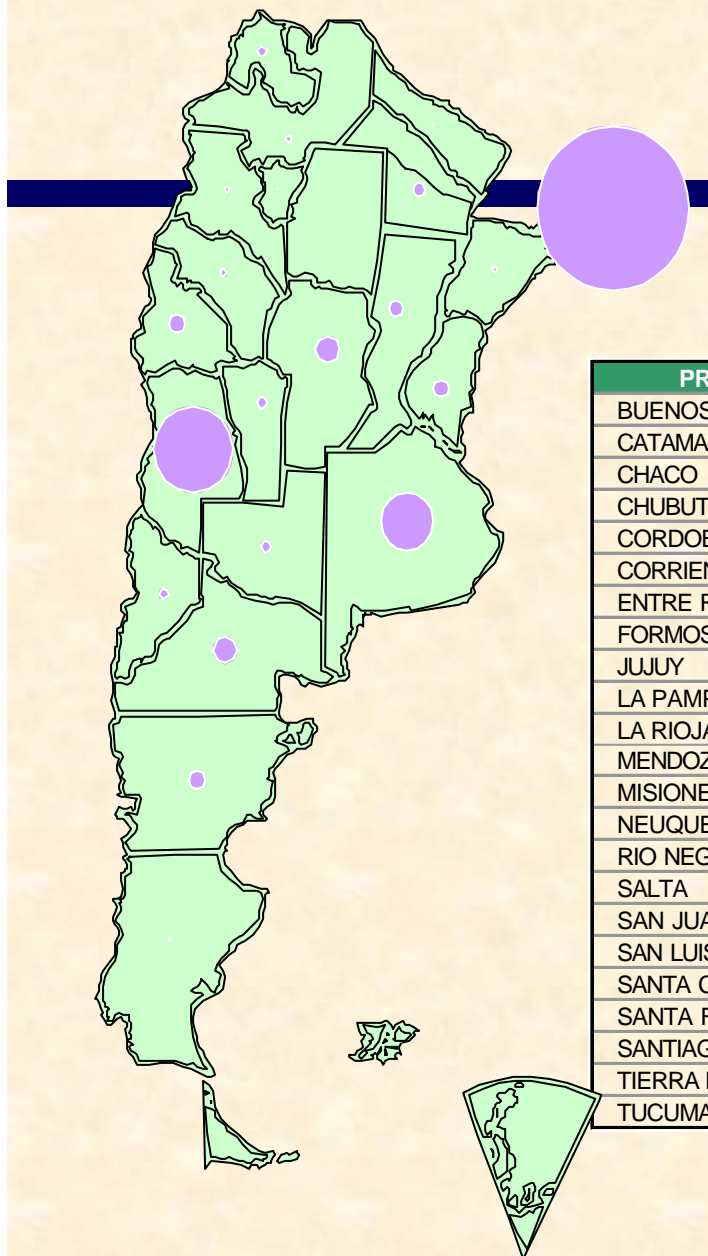 PR
BUENOS
CATAMA
CHACO
CHUBUT
CORDOB
CORRIEN
ENTRE R
FORMOS
JUJUY
LA PAMP
LA RIOJA
MENDOZ
MISIONE
NEUQUE
RIO NEG
SALTA
SAN JUA
SAN LUIS
SANTA C
SANTA F
SANTIAG
TIERRA
TUCUMA